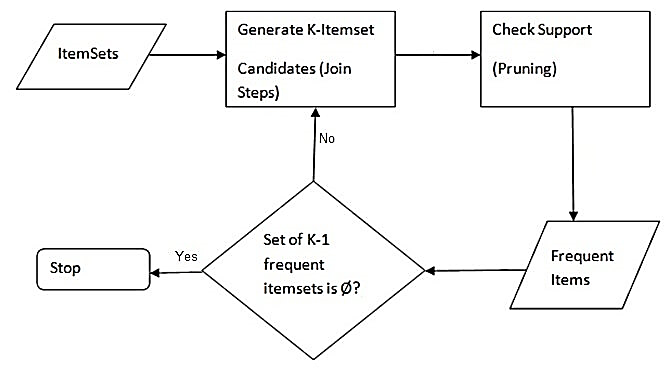 ItemSets
Generate K-Itemset
Candidates (Join
Steps)
Check Support
(Pruning)
No
Set of K-1
frequent
itemsets is Ø?
Yes
Stop
Frequent
Items